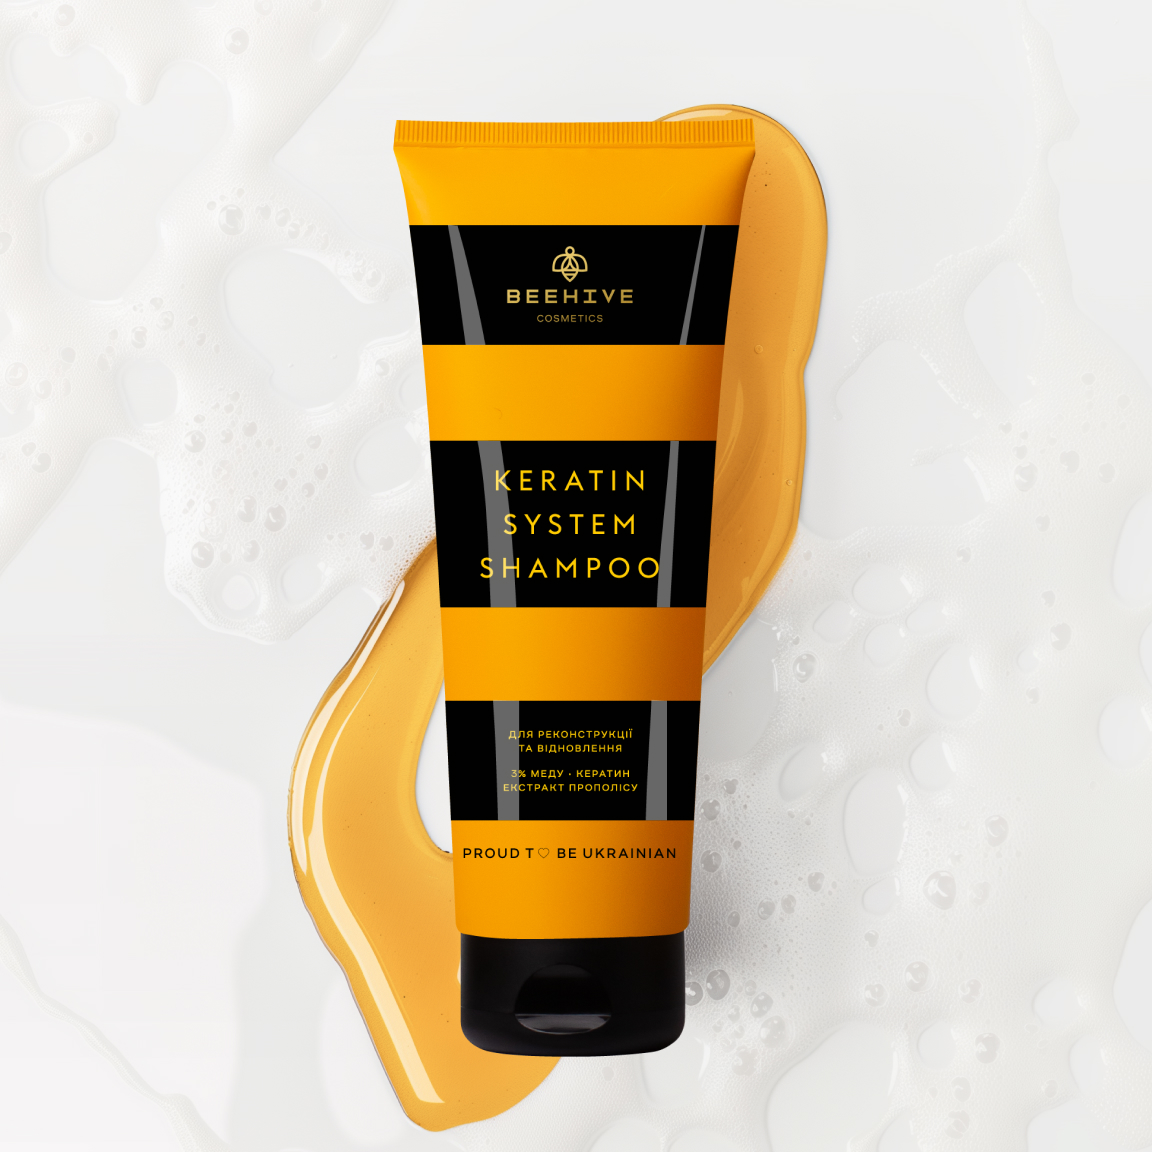 BEEHIVE
COSMETICS
KERATIN
SYSTEM
SHAMPOO
ДЛЯ РЕКОНСТРУКЦІЇ
ТА ВІДНОВЛЕННЯ
3% МЕДУ · КЕРАТИН
ЕКСТРАКТ ПРОПОЛІСУ
PROUD T♡ BE UKRAINIAN